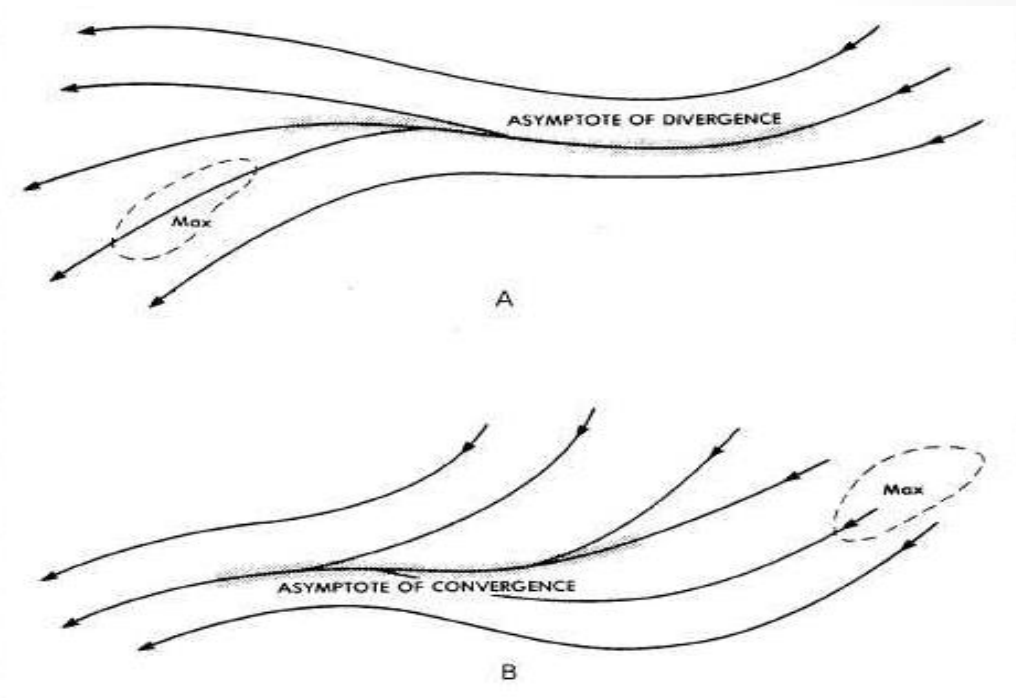 ASYMPTOTE OF DIVERGENCE
Max
A
Max
ASYMPTOTE OF CONVERGENCE
B